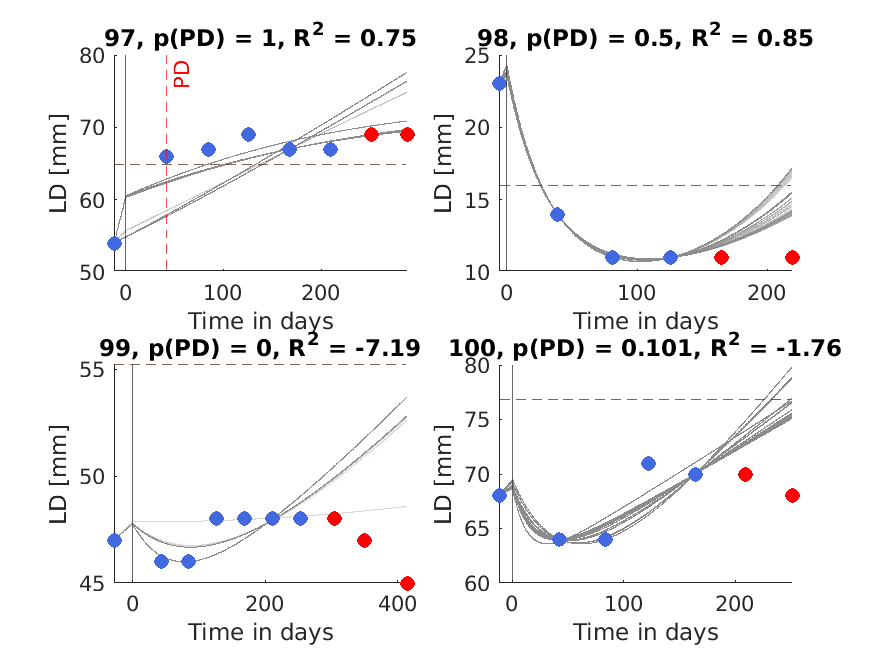 97, p(PD) = 1, R² = 0.75
80
70
60
50
LD [mm]
PD
0
100
200
Time in days
98, p(PD) = 0.5, R² = 0.85
25
20
15
10
LD [mm]
0
100
200
Time in days
99, p(PD) = 0, R² = -7.19
55
50
45
LD [mm]
0
200
400
Time in days
100, p(PD) = 0.101, R² = -1.76
80
75
70
65
60
LD [mm]
0
100
200
Time in days